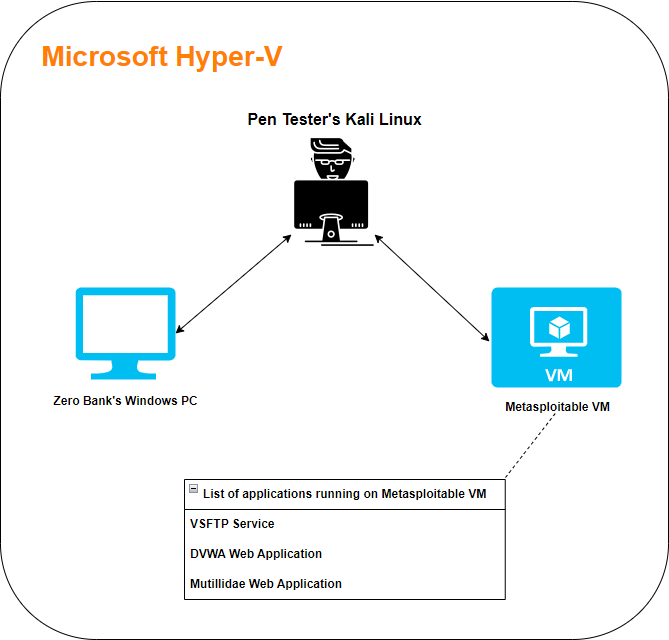 Microsoft Hyper-V
Pen Tester's Kali Linux
Zero Bank's Windows PC
VM
Metasploitable VM
List of applications running on Metasploitable VM
VSFTP Service
DVWA Web Application
Mutillidae Web Application